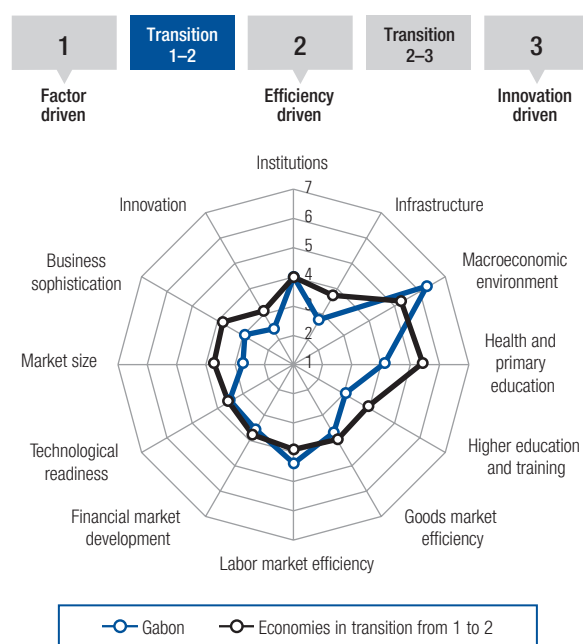 1
Transition
1–2
2
Transition
2–3
3
Factor
driven
Efficiency
driven
Innovation
driven
Institutions
Infrastructure
Macroeconomic
environment
Health and
primary
education
Higher education
and training
Goods market
efficiency
Labor market efficiency
Financial market
development
Technological
readiness
Market size
Business
sophistication
Innovation
7
6
5
4
3
2
1
Gabon
Economies in transition from 1 to 2